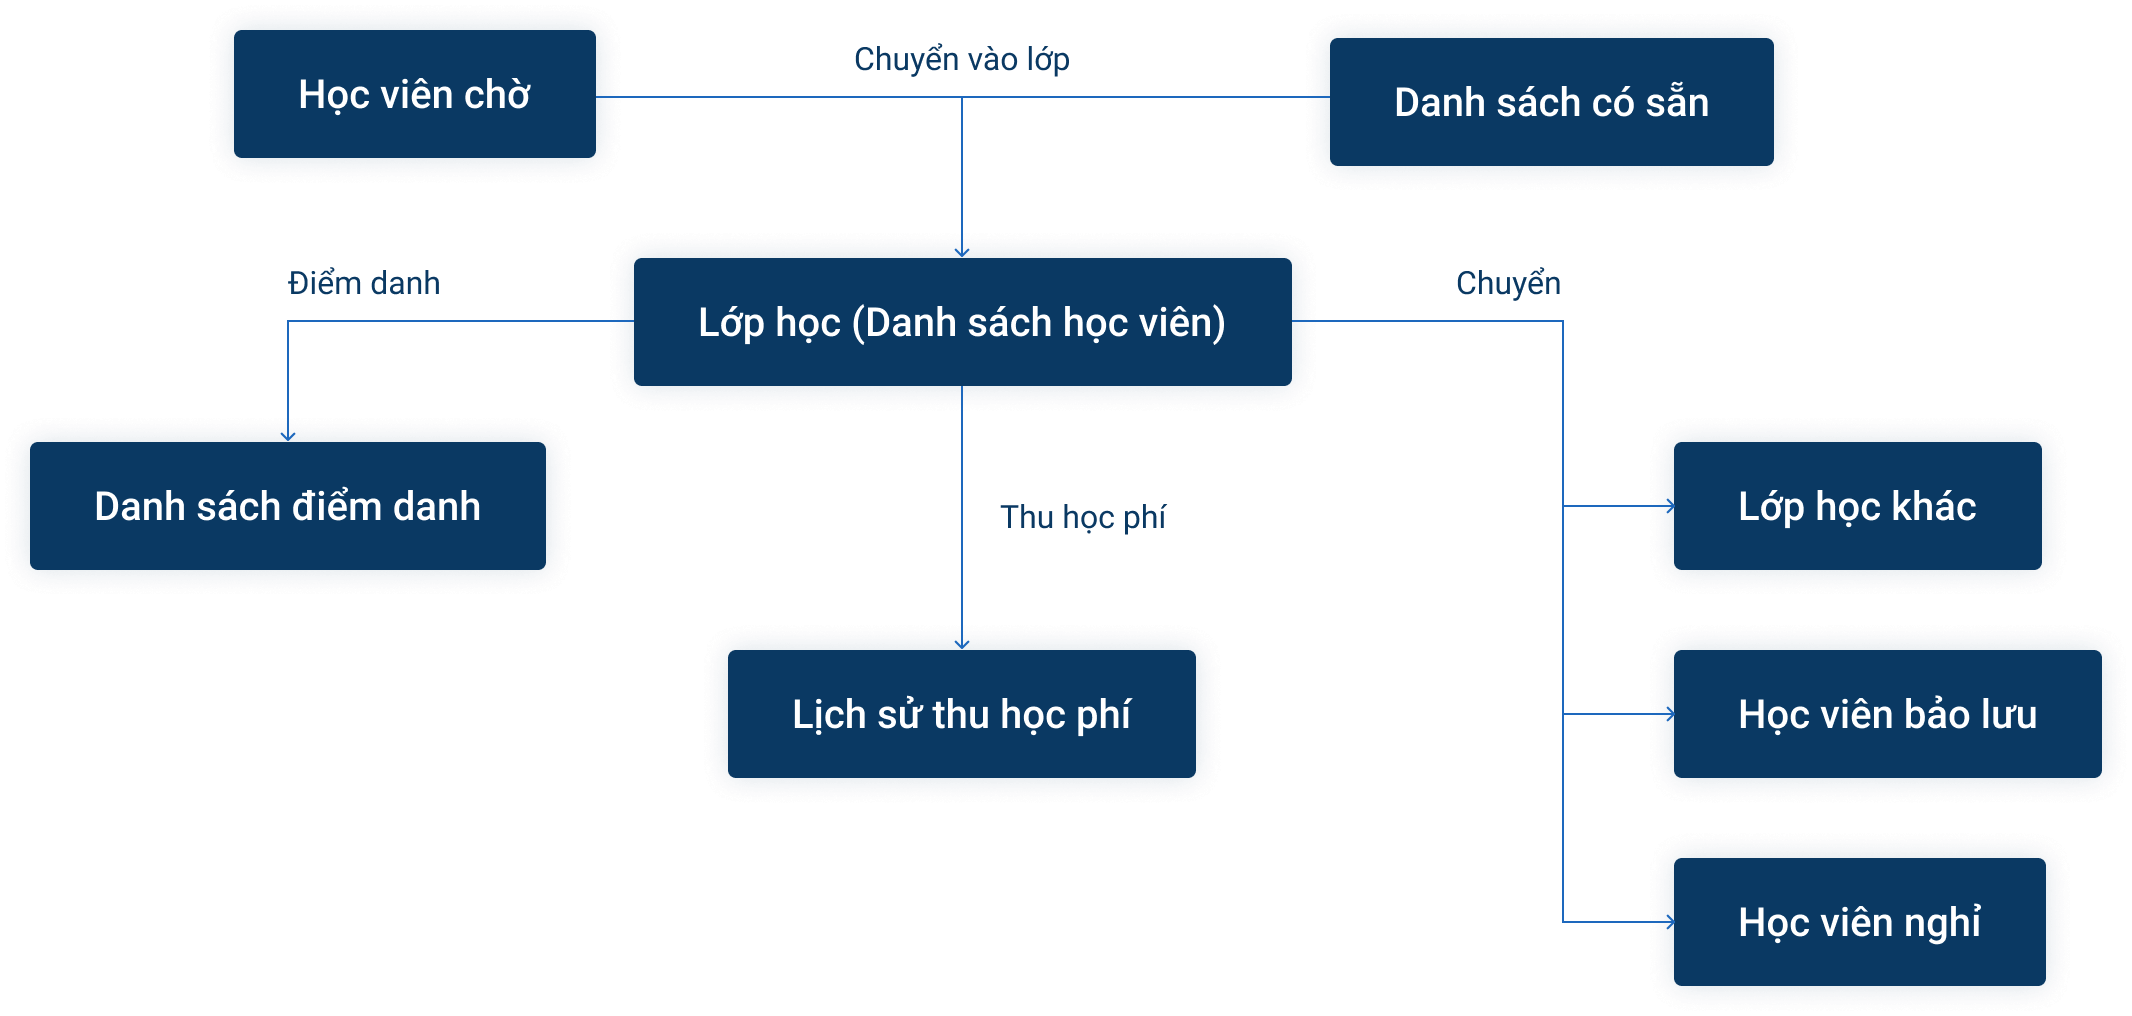 Học viên chờ
Chuyển vào lớp
Danh sách có sẵn
Điểm danh
Lớp học (Danh sách học viên)
Chuyển
Danh sách điểm danh
Thu học phí
Lớp học khác
Lịch sử thu học phí
Học viên bảo lưu
Học viên nghỉ